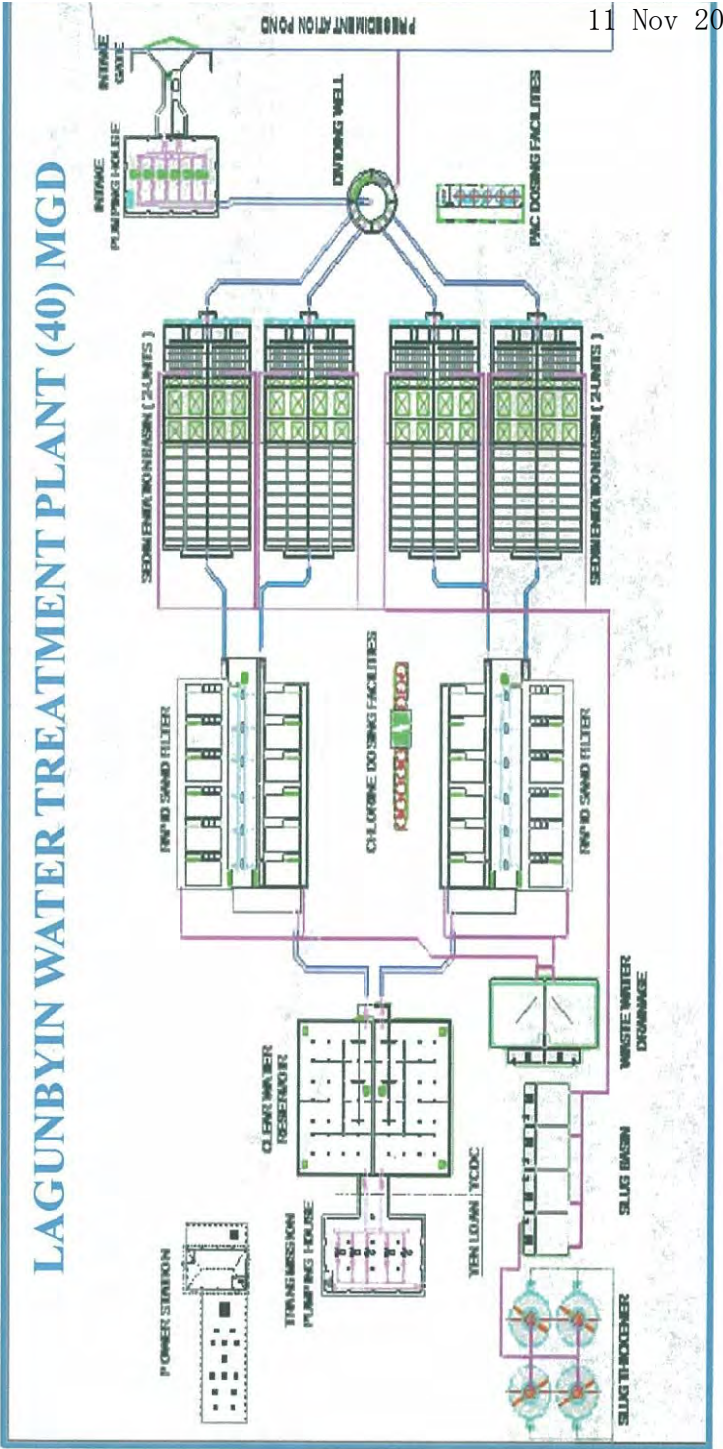 11 Nov 20
LAGUNBYIN WATER TREATMENT PLANT (40) MGD
PRESEDIMENTATION POND
INTAKE
GATE
INTAKE
PUMPING HOUSE
DIVIDING WELL
PAC DOSING FACILITIES
SEDIMENTATION BASIN ( 2-UNITS )
SEDIMENTATION BASIN ( 2-UNITS )
RAPID SAND FILTER
CHLORINE DOSING FACILITIES
RAPID SAND FILTER
CLEAR WATER
RESERVOIR
WASTE WATER
DRAINAGE
TRANSMISSION
PUMPING HOUSE
YEN LOAN
YCDC
SLUG BASIN
POWER STATION
SLUG THICKENER